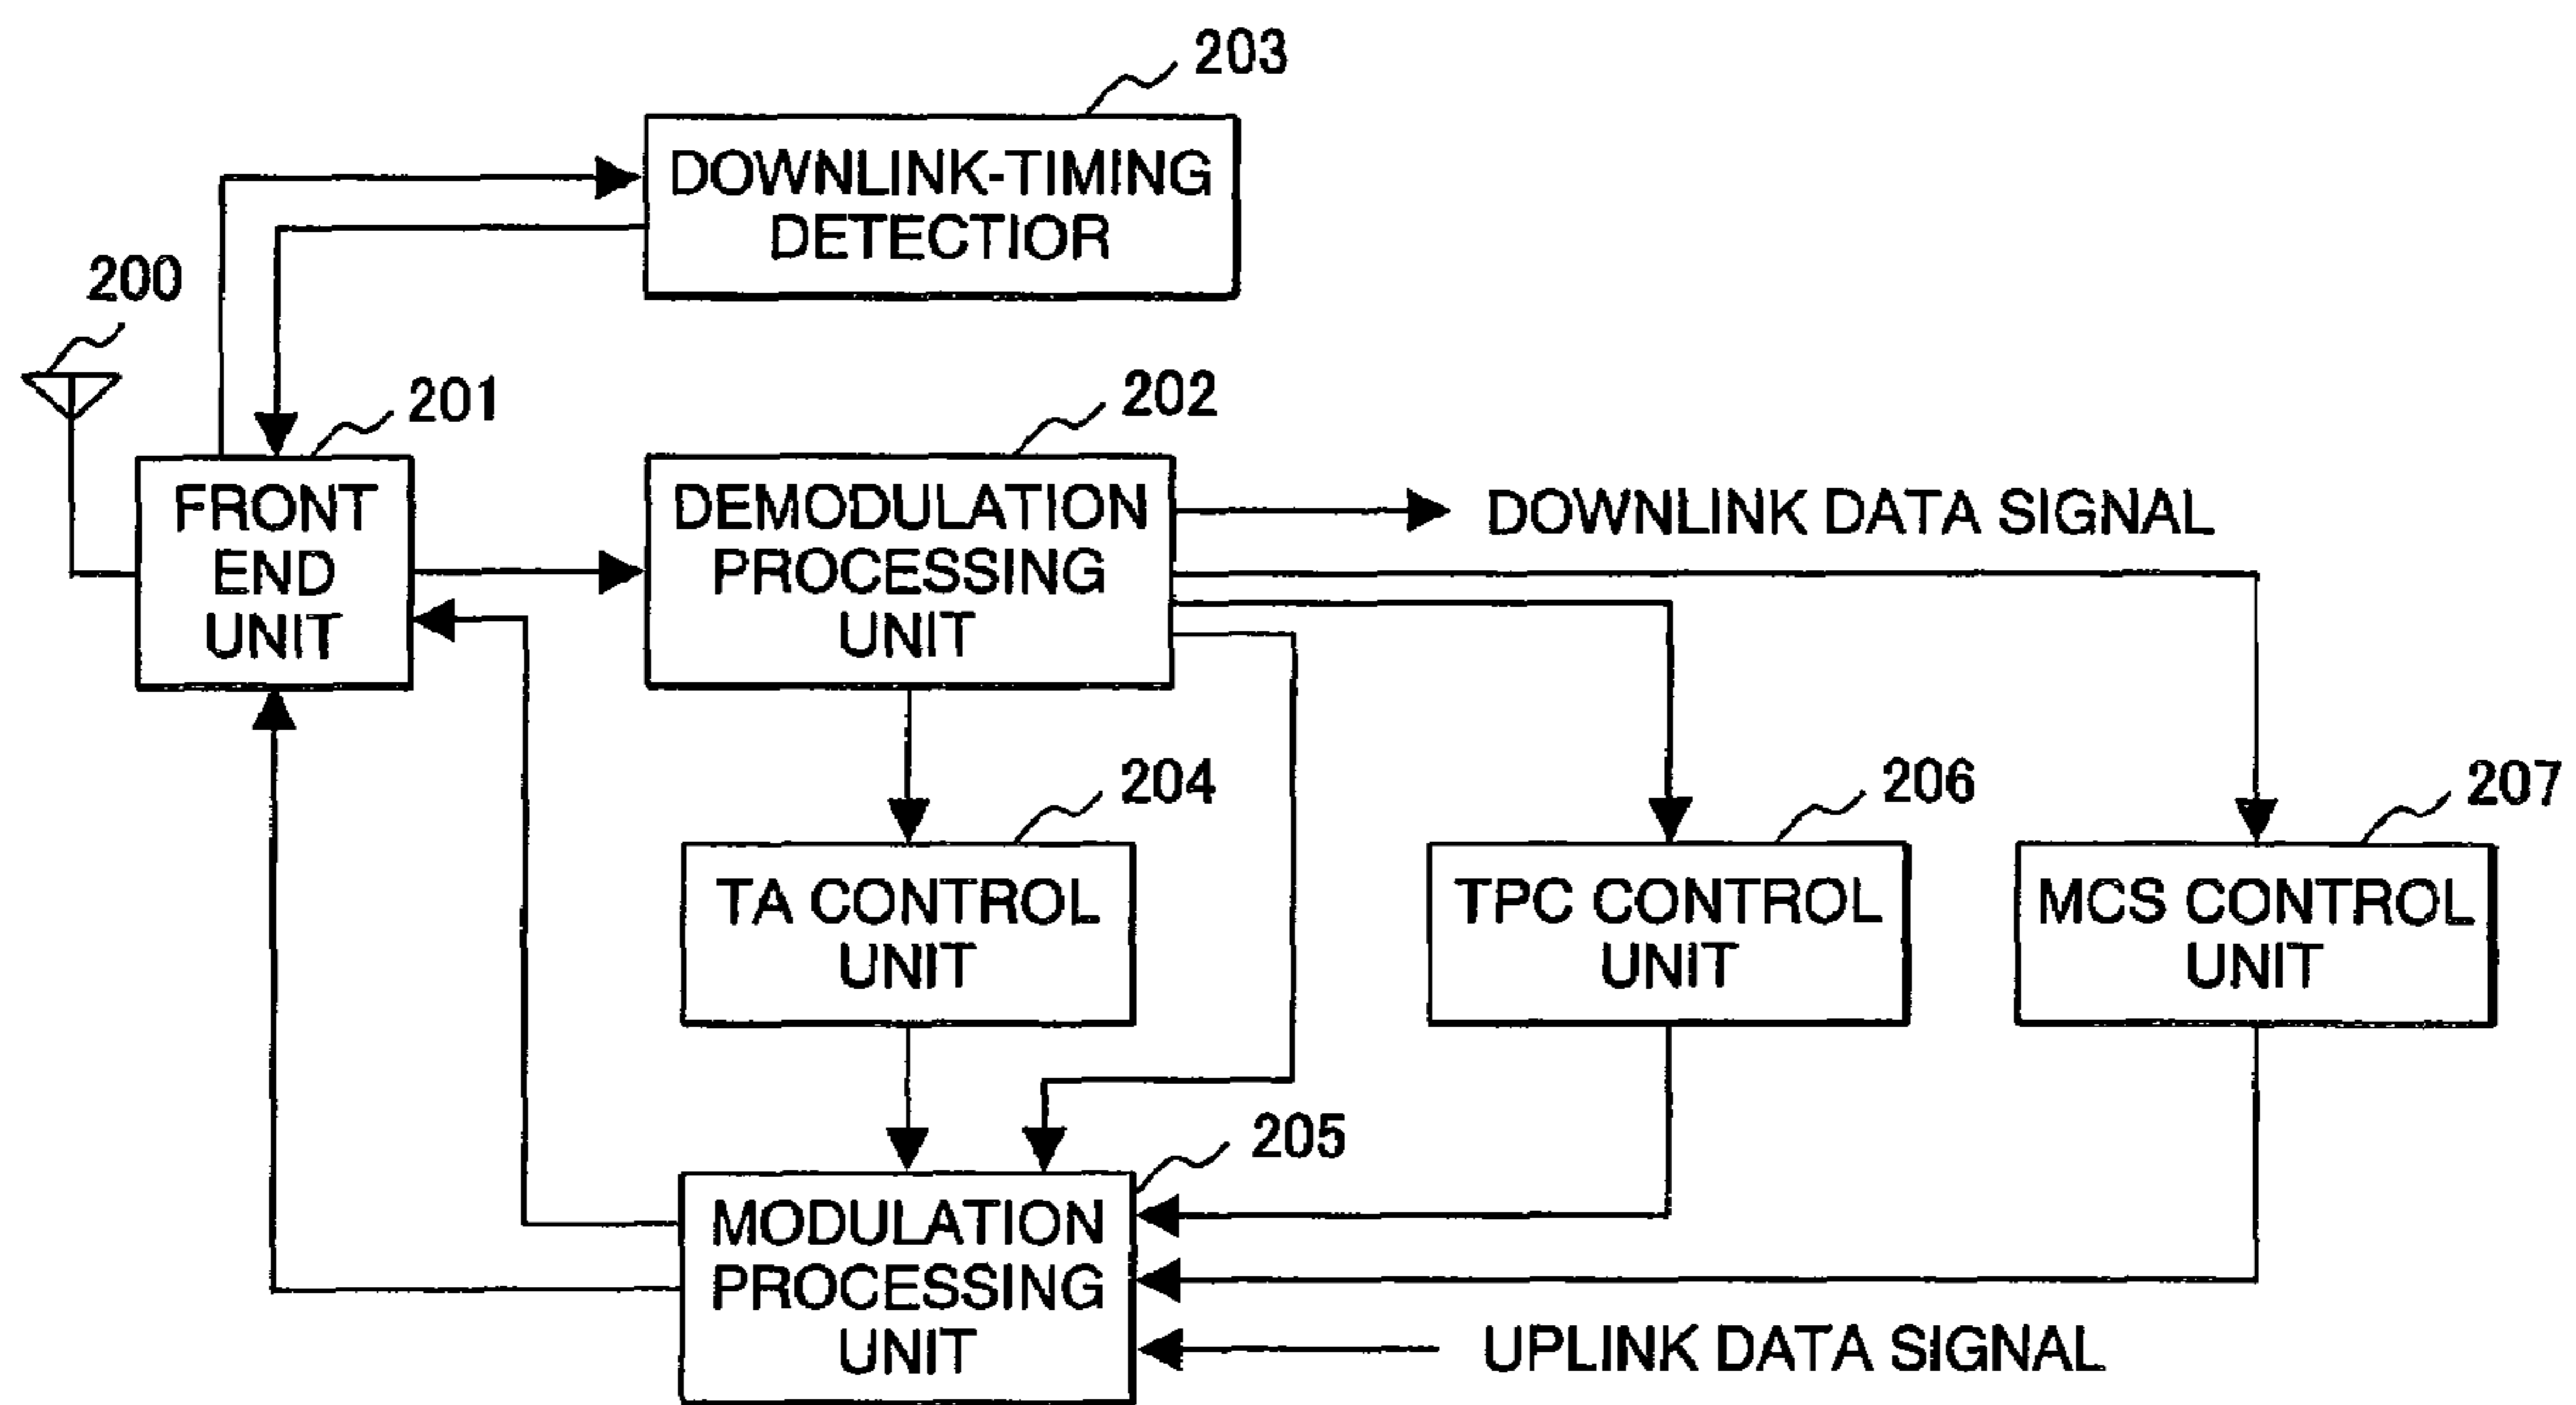 203
DOWNLINK-TIMING
DETECTIOR
200
201
FRONT
END
UNIT
202
DEMODULATION
PROCESSING
UNIT
DOWNLINK DATA SIGNAL
204
TA CONTROL
UNIT
206
TPC CONTROL
UNIT
207
MCS CONTROL
UNIT
205
MODULATION
PROCESSING
UNIT
UPLINK DATA SIGNAL